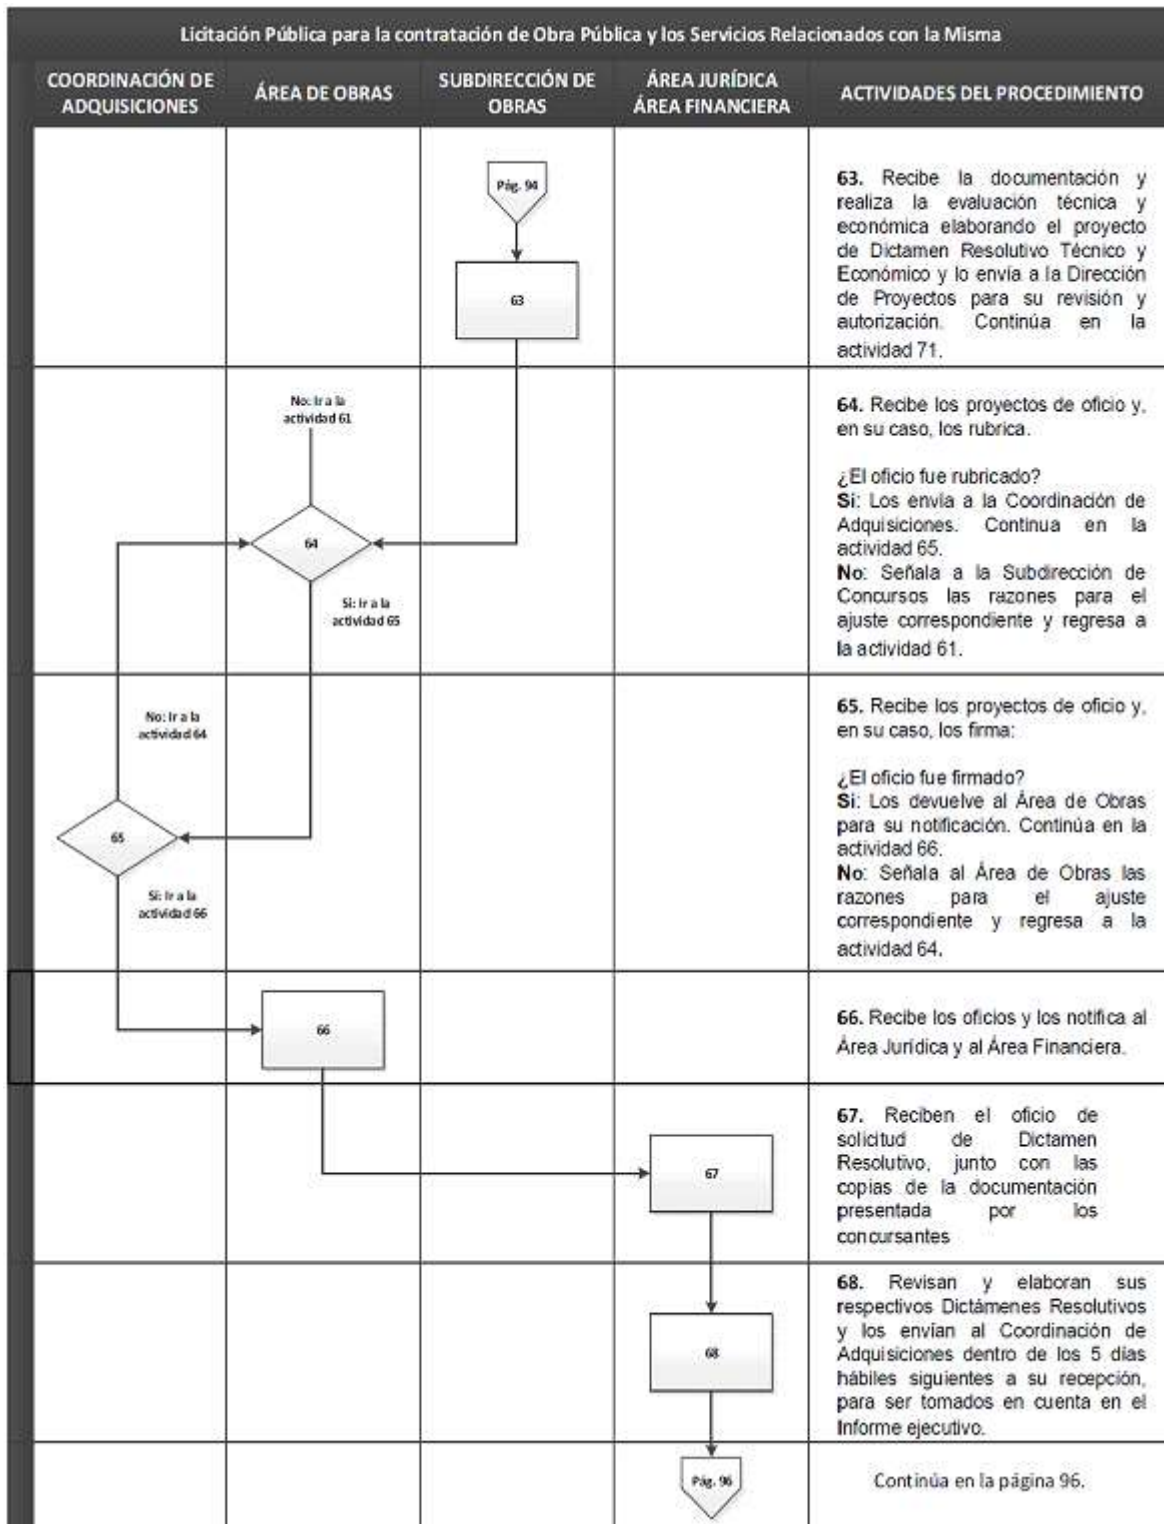 Licitación Pública para la contratación de Obra Pública y los Servicios Relacionados con la Misma
COORDINACIÓN DE
ADQUISICIONES
ÁREA DE OBRAS
SUBDIRECCIÓN DE
OBRAS
ÁREA JURÍDICA
ÁREA FINANCIERA
ACTIVIDADES DEL PROCEDIMIENTO
Pág. 94
63
63. Recibe la documentación y
realiza la evaluación técnica y
económica elaborando el proyecto
de Dictamen Resolutivo Técnico y
Económico y lo envía a la Dirección
de Proyectos para su revisión y
autorización. Continúa en la
actividad 71.
No: Ir a la
actividad 61
64
Si: Ir a la
actividad 65
64. Recibe los proyectos de oficio y,
en su caso, los rubrica.
¿El oficio fue rubricado?
Si: Los envía a la Coordinación de
Adquisiciones. Continua en la
actividad 65.
No: Señala a la Subdirección de
Concursos las razones para el
ajuste correspondiente y regresa a
la actividad 61.
No: Ir a la
actividad 64
65
Si: Ir a la
actividad 66
65. Recibe los proyectos de oficio y,
en su caso, los firma:
¿El oficio fue firmado?
Si: Los devuelve al Área de Obras
para su notificación. Continúa en la
actividad 66.
No: Señala al Área de Obras las
razones para el ajuste
correspondiente y regresa a la
actividad 64.
66
66. Recibe los oficios y los notifica al
Área Jurídica y al Área Financiera.
67
67. Reciben el oficio de
solicitud de Dictamen
Resolutivo, junto con las
copias de la documentación
presentada por los
concursantes
68
68. Revisan y elaboran sus
respectivos Dictámenes Resolutivos
y los envían al Coordinación de
Adquisiciones dentro de los 5 días
hábiles siguientes a su recepción,
para ser tomados en cuenta en el
Informe ejecutivo.
Pág. 96
Continúa en la página 96.